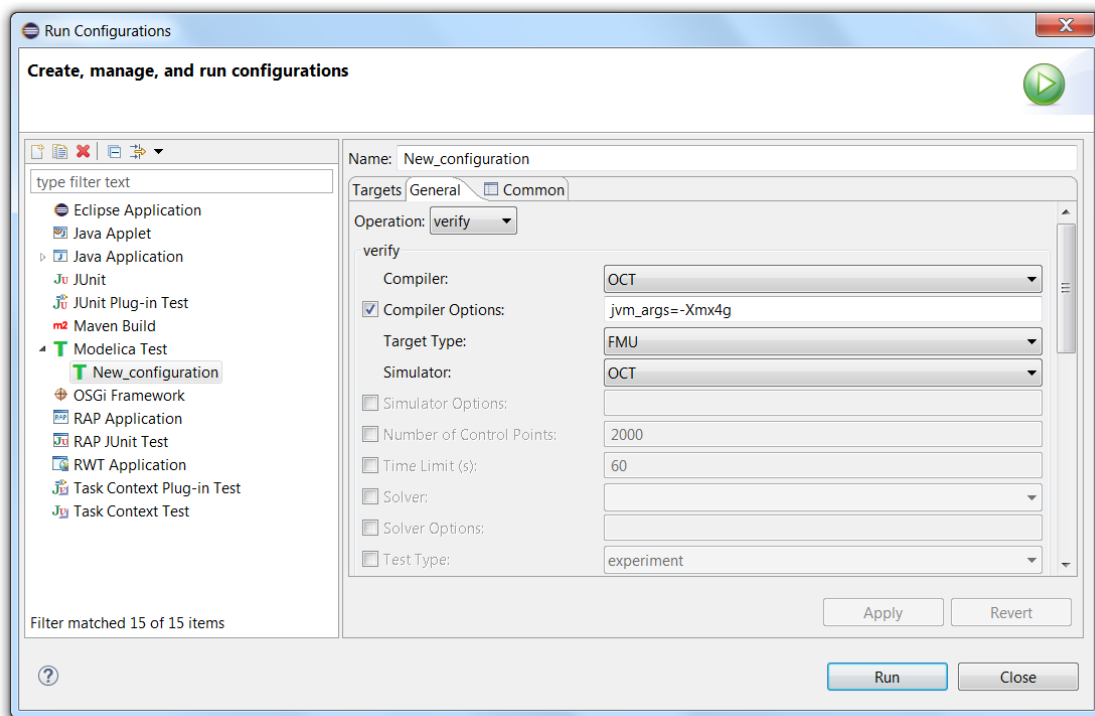 Run Configurations
Create, manage, and run configurations
type filter text
Eclipse Application
Java Applet
Java Application
Ju JUnit
JUnit Plug-in Test
m2 Maven Build
T Modelica Test
T New_configuration
OSGi Framework
RAP Application
RAP JUnit Test
RWT Application
Task Context Plug-in Test
Ju Task Context Test
Filter matched 15 of 15 items
Name: New_configuration
Targets General Common
Operation: verify
verify
Compiler: OCT
Compiler Options: jvm_args=-Xmx4g
Target Type: FMU
Simulator: OCT
Simulator Options:
Number of Control Points: 2000
Time Limit (s): 60
Solver:
Solver Options:
Test Type: experiment
Apply Revert
? Run Close